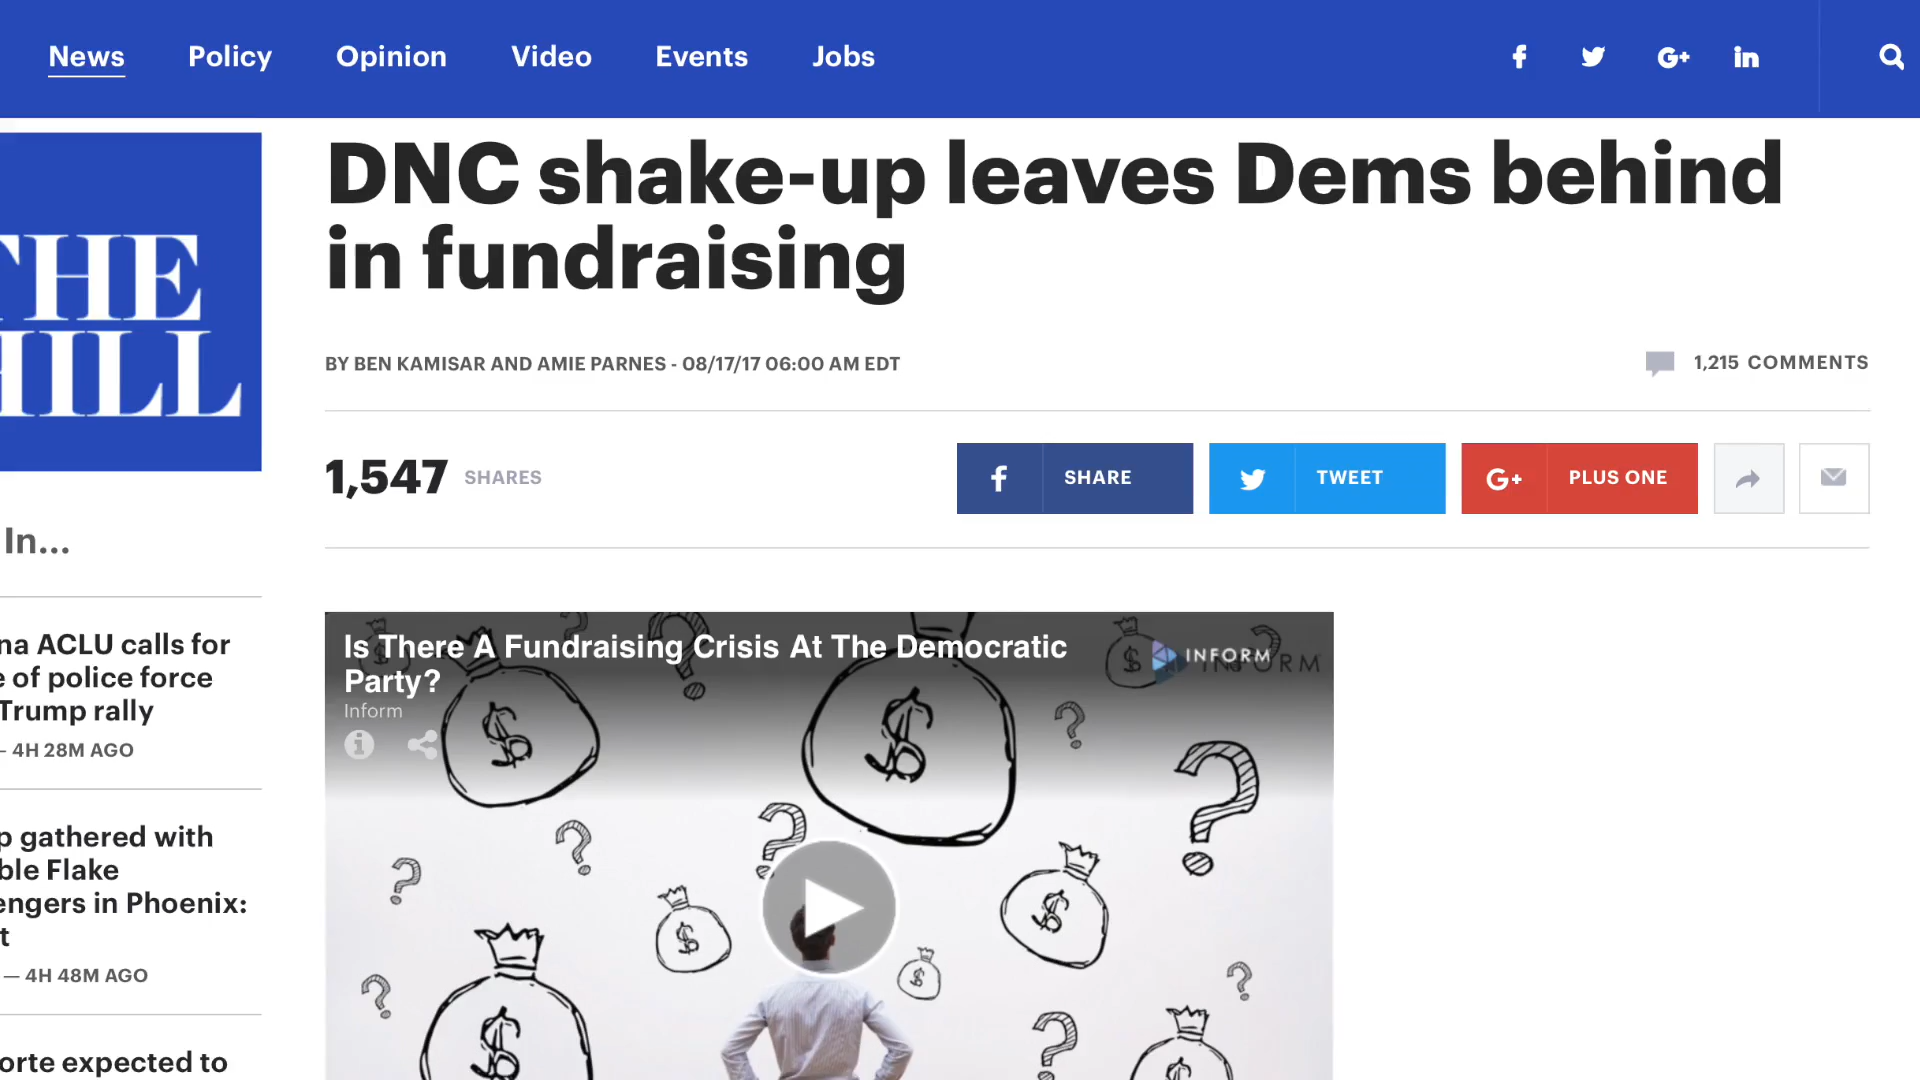 News Policy Opinion Video Events Jobs
THE
HILL
DNC shake-up leaves Dems behind
in fundraising
BY BEN KAMISAR AND AMIE PARNES - 08/17/17 06:00 AM EDT
1,215 COMMENTS
1,547 SHARES
SHARE
TWEET
G+ PLUS ONE
In...
na ACLU calls for
e of police force
Trump rally
– 4H 28M AGO
p gathered with
ble Flake
engers in Phoenix:
t
— 4H 48M AGO
orte expected to
Is There A Fundraising Crisis At The Democratic
Party?
Inform
INFORM